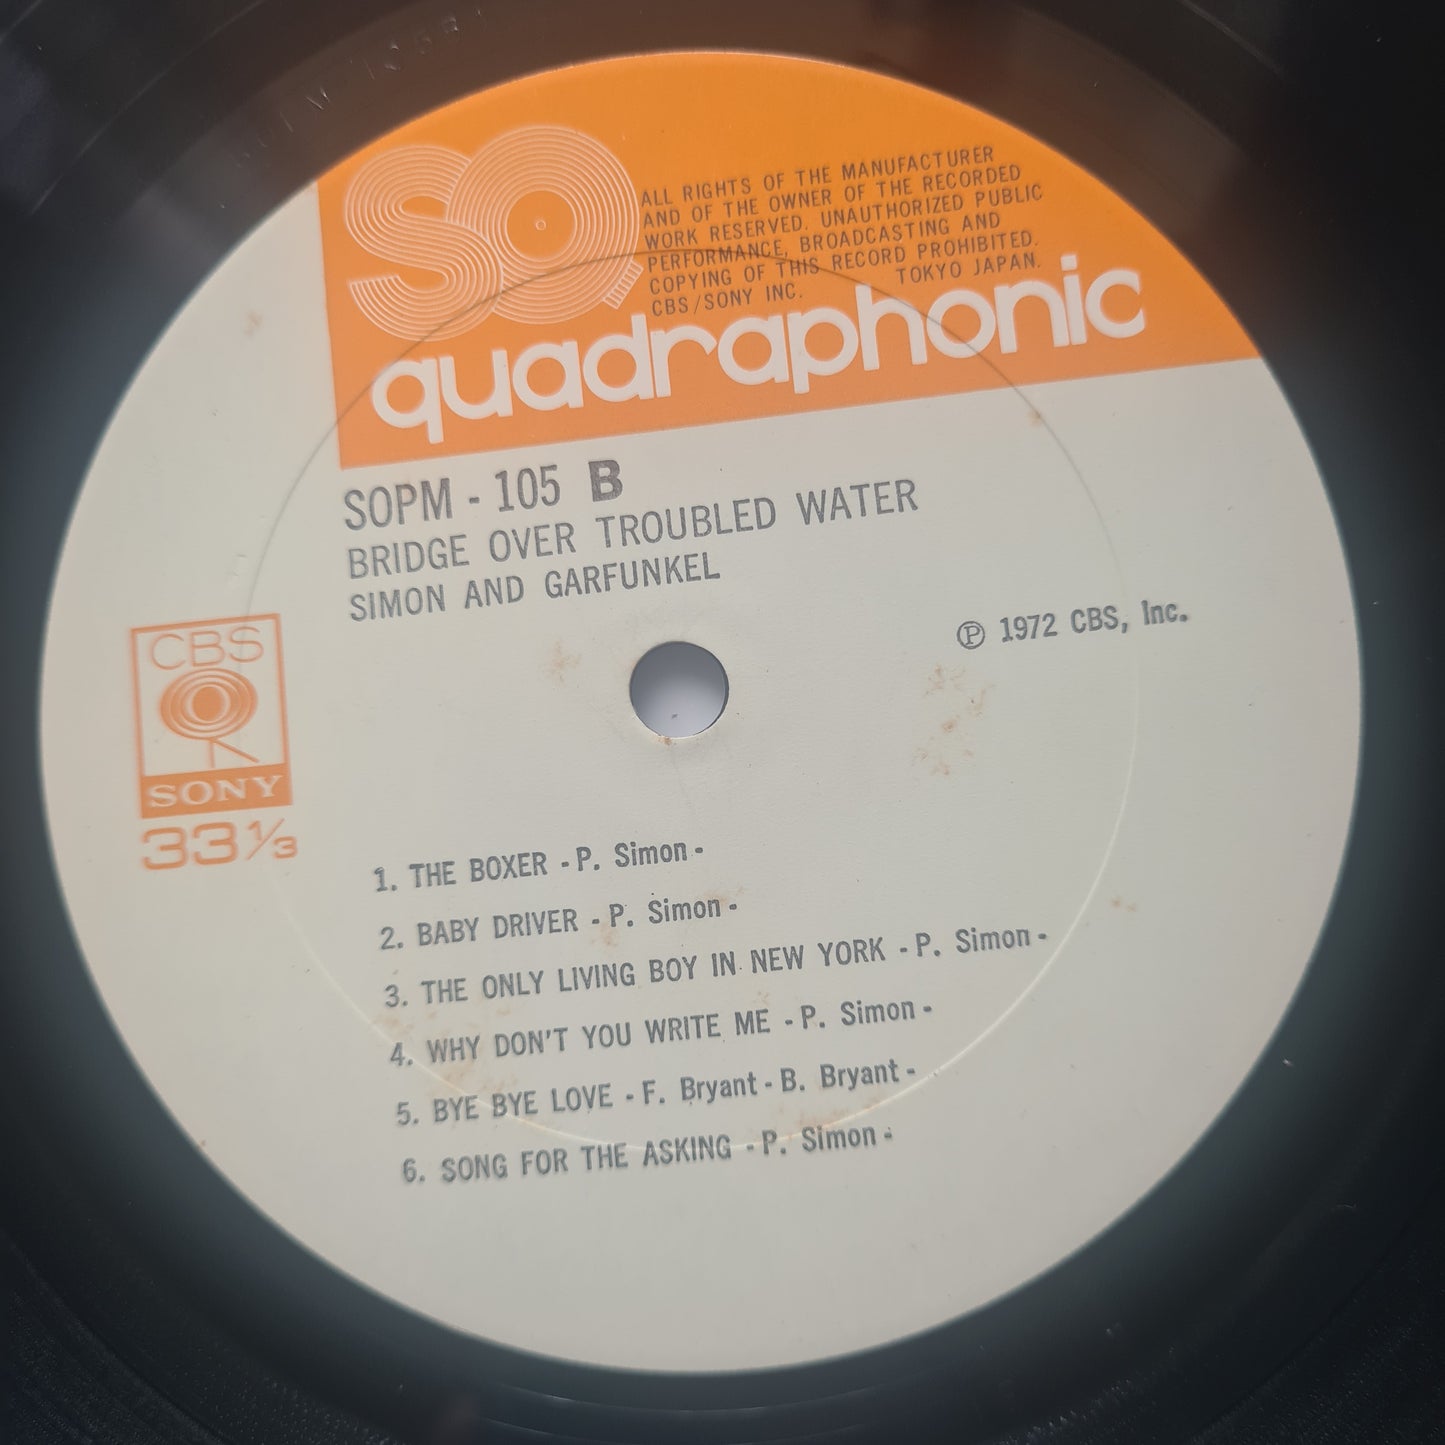 SQ
ALL RIGHTS OF THE MANUFACTURER
AND OF THE OWNER OF THE RECORDED
WORK RESERVED. UNAUTHORIZED PUBLIC
PERFORMANCE, BROADCASTING AND
COPYING OF THIS RECORD PROHIBITED.
CBS/SONY INC. TOKYO JAPAN.
quadraphonic
SOPM - 105 B
BRIDGE OVER TROUBLED WATER
SIMON AND GARFUNKEL
℗ 1972 CBS, Inc.
CBS
SONY
33⅓
1. THE BOXER - P. Simon -
2. BABY DRIVER - P. Simon -
3. THE ONLY LIVING BOY IN NEW YORK - P. Simon -
4. WHY DON'T YOU WRITE ME - P. Simon -
5. BYE BYE LOVE - F. Bryant - B. Bryant -
6. SONG FOR THE ASKING - P. Simon -